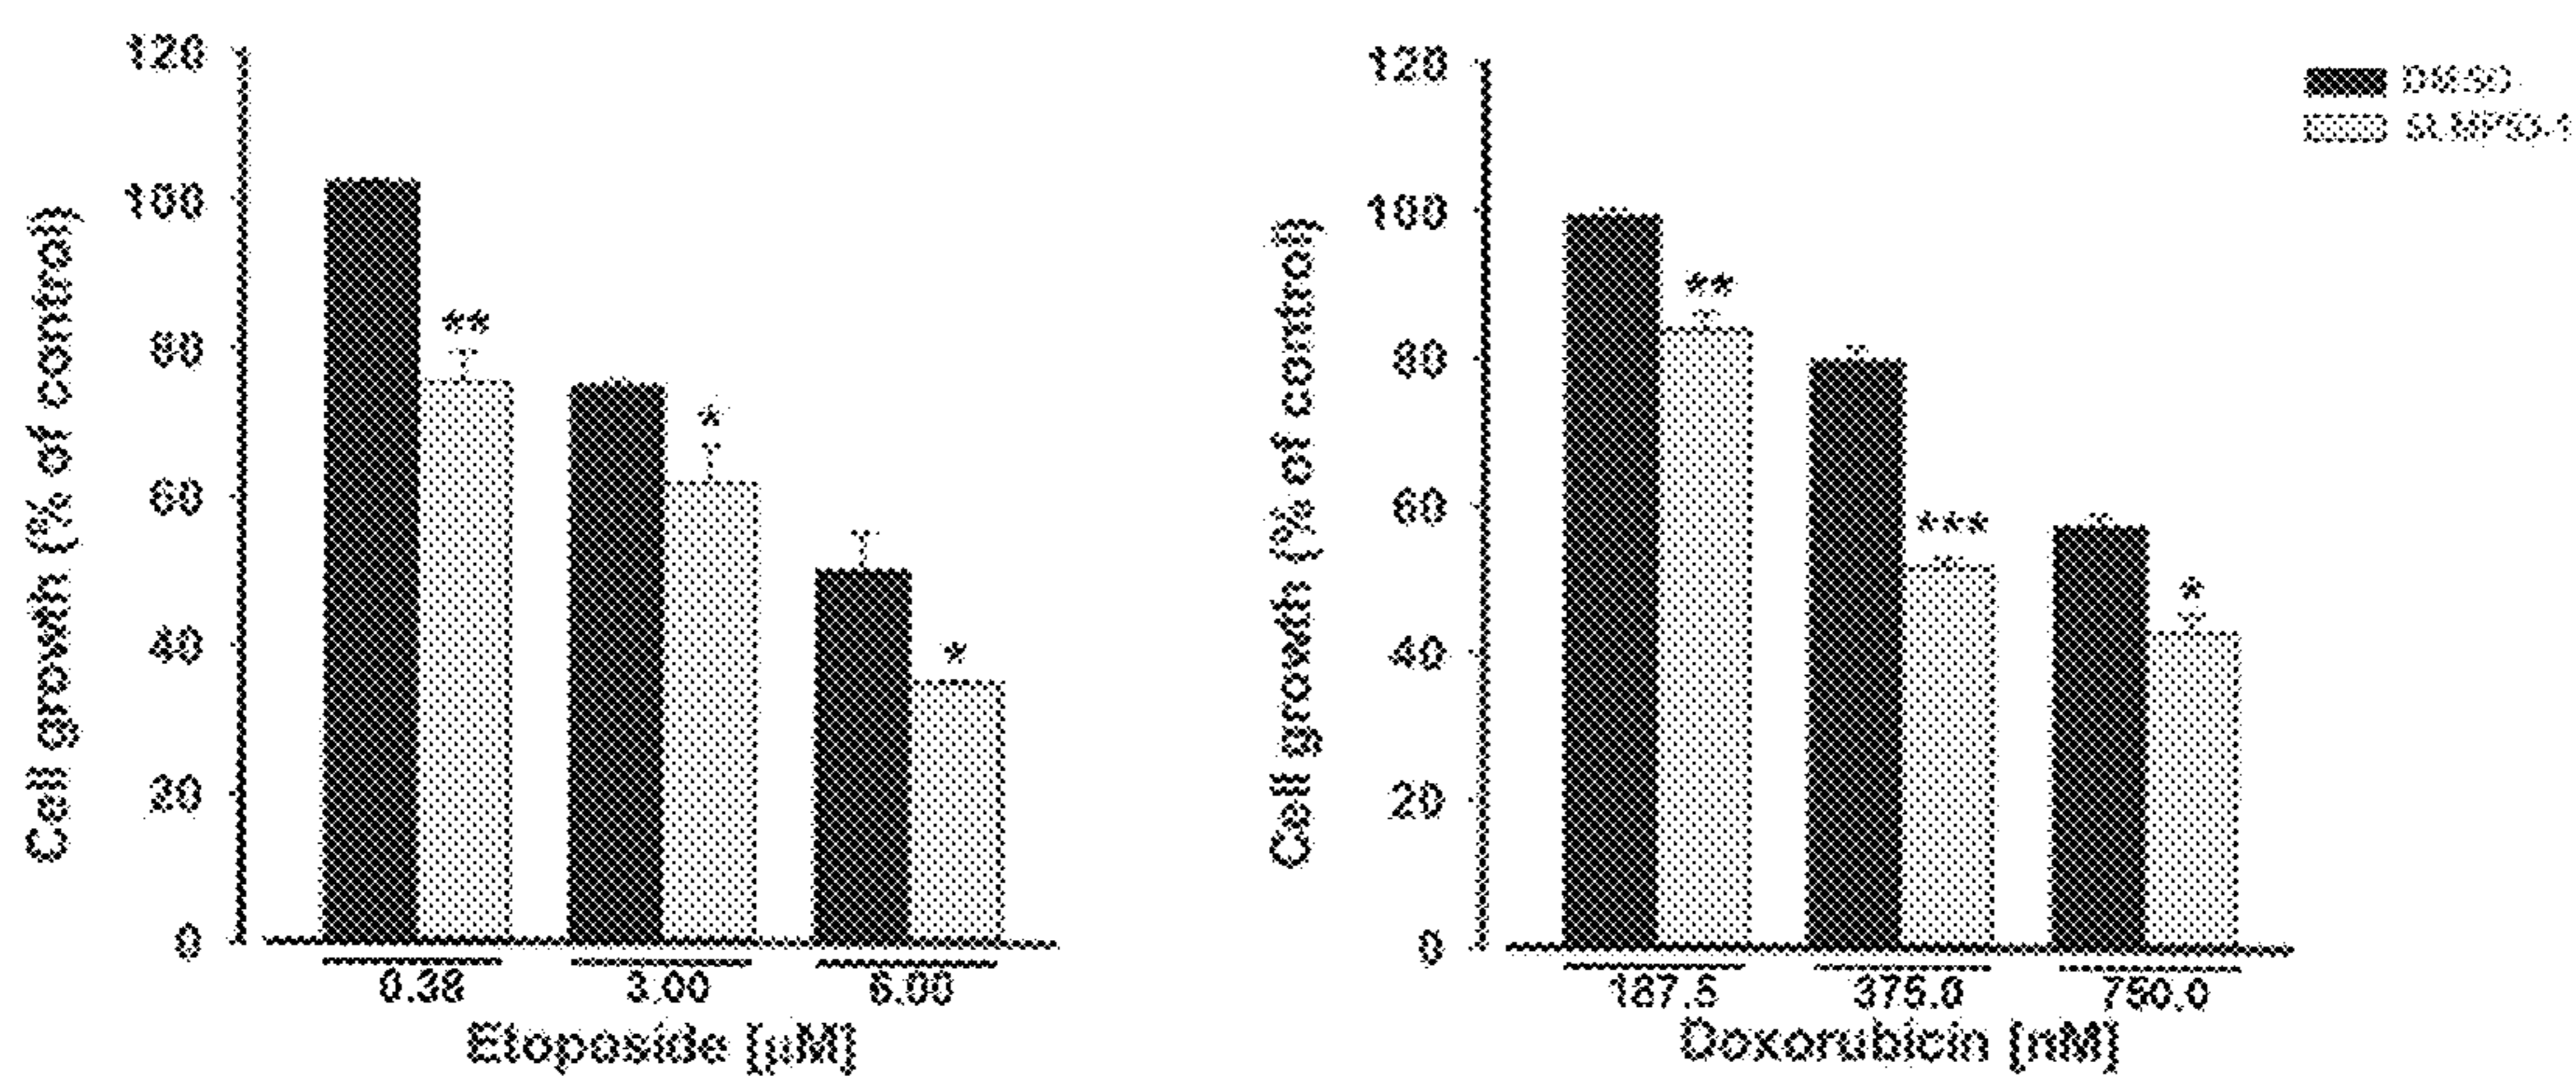 120
100
80
60
40
20
0
Cell growth (% of control)
**
*
*
0.38 3.00 6.00
Etoposide [µM]
120
100
80
60
40
20
0
Cell growth (% of control)
**
***
*
187.5 375.0 750.0
Doxorubicin [nM]
DMSO
SLMP53-1